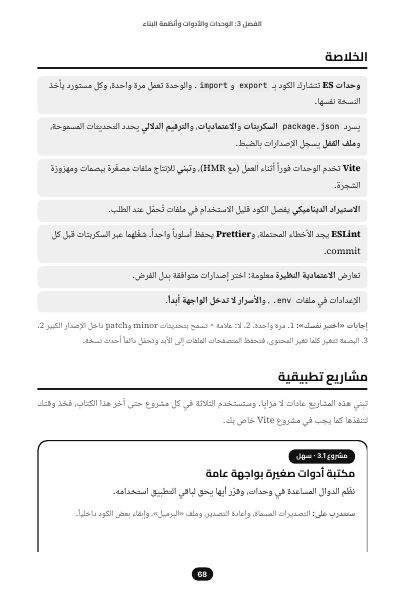 الفصل 3: الوحدات والأدوات وأنظمة البناء
الخلاصة
وحدات ES تتشارك الكود بـ export و import . والوحدة تعمل مرة واحدة، وكل مستورد يأخذ
النسخة نفسها.
يسرد package.json السكربتات والاعتماديات، والترقيم الدلالي يحدد التحديثات المسموحة،
وملف القفل يسجل الإصدارات بالضبط.
Vite تخدم الوحدات فوراً أثناء العمل (مع HMR)، وتبني للإنتاج ملفات مصغّرة ببصمات ومهزوزة
الشجرة.
الاستيراد الديناميكي يفصل الكود قليل الاستخدام في ملفات تُحمّل عند الطلب.
ESLint يجد الأخطاء المحتملة، وPrettier يحفظ أسلوباً واحداً. شغّلهما عبر السكربتات قبل كل
commit.
تعارض الاعتمادية النظيرة معلومة: اختر إصدارات متوافقة بدل الفرض.
الإعدادات في ملفات .env ، والأسرار لا تدخل الواجهة أبداً.
إجابات «اختبر نفسك»: 1. مرة واحدة. 2. لا: علامة ^ تسمح بتحديثات minor وpatch داخل الإصدار الكبير 2.
3. البصمة تتغير كلما تغير المحتوى، فتحفظ المتصفحات الملفات إلى الأبد وتحمّل دائماً أحدث نسخة.
مشاريع تطبيقية
تبني هذه المشاريع عادات لا مرايا. وستستخدم الثلاثة في كل مشروع حتى آخر هذا الكتاب، فخذ وقتك
لتنفذها كما يجب في مشروع Vite خاص بك.
مشروع 3.1 · سهل
مكتبة أدوات صغيرة بواجهة عامة
نظّم الدوال المساعدة في وحدات، وقرّر أيها يحق لباقي التطبيق استخدامه.
ستتدرب على: التصديرات المسماة، وإعادة التصدير، وملف «البرميل»، وإبقاء بعض الكود داخلياً.
68